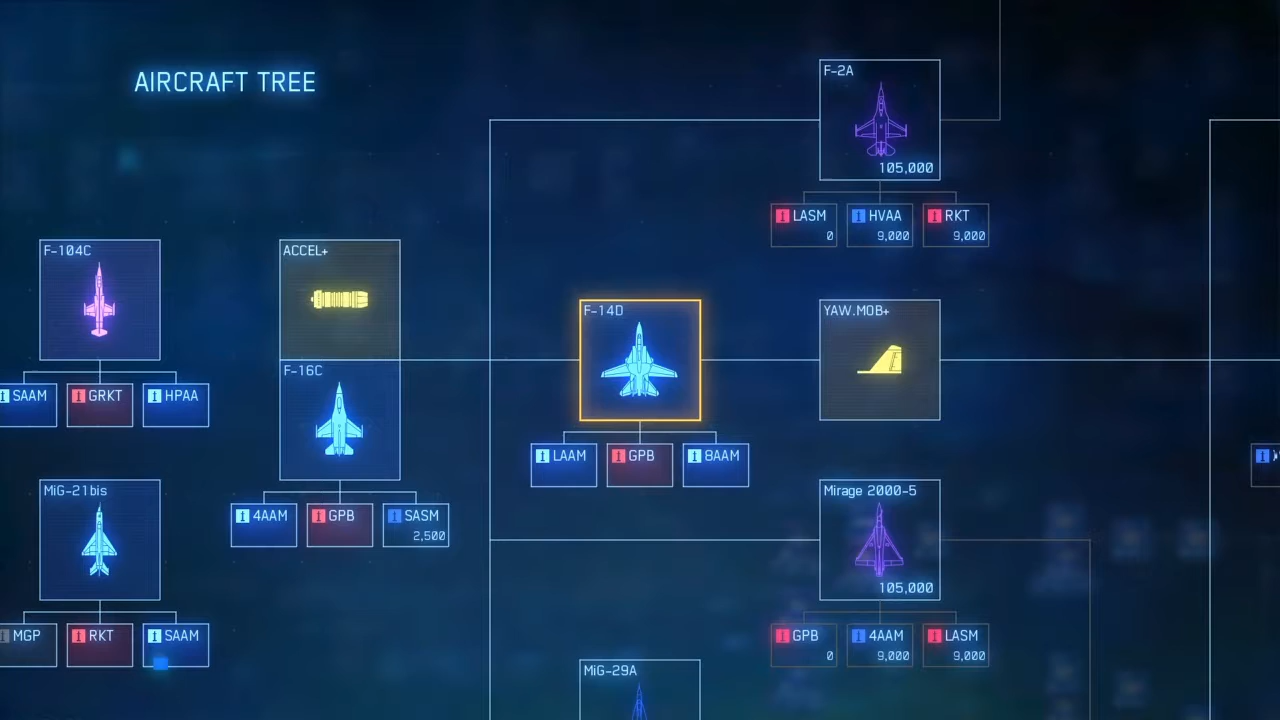 AIRCRAFT TREE
F-2A
105,000
LASM
0
HVAA
9,000
RKT
9,000
F-104C
SAAM
GRKT
HPAA
ACCEL+
F-16C
4AAM
GPB
SASM
2,500
F-14D
LAAM
GPB
8AAM
YAW.MOB+
MiG-21bis
MGP
RKT
SAAM
Mirage 2000-5
105,000
GPB
0
4AAM
9,000
LASM
9,000
MiG-29A